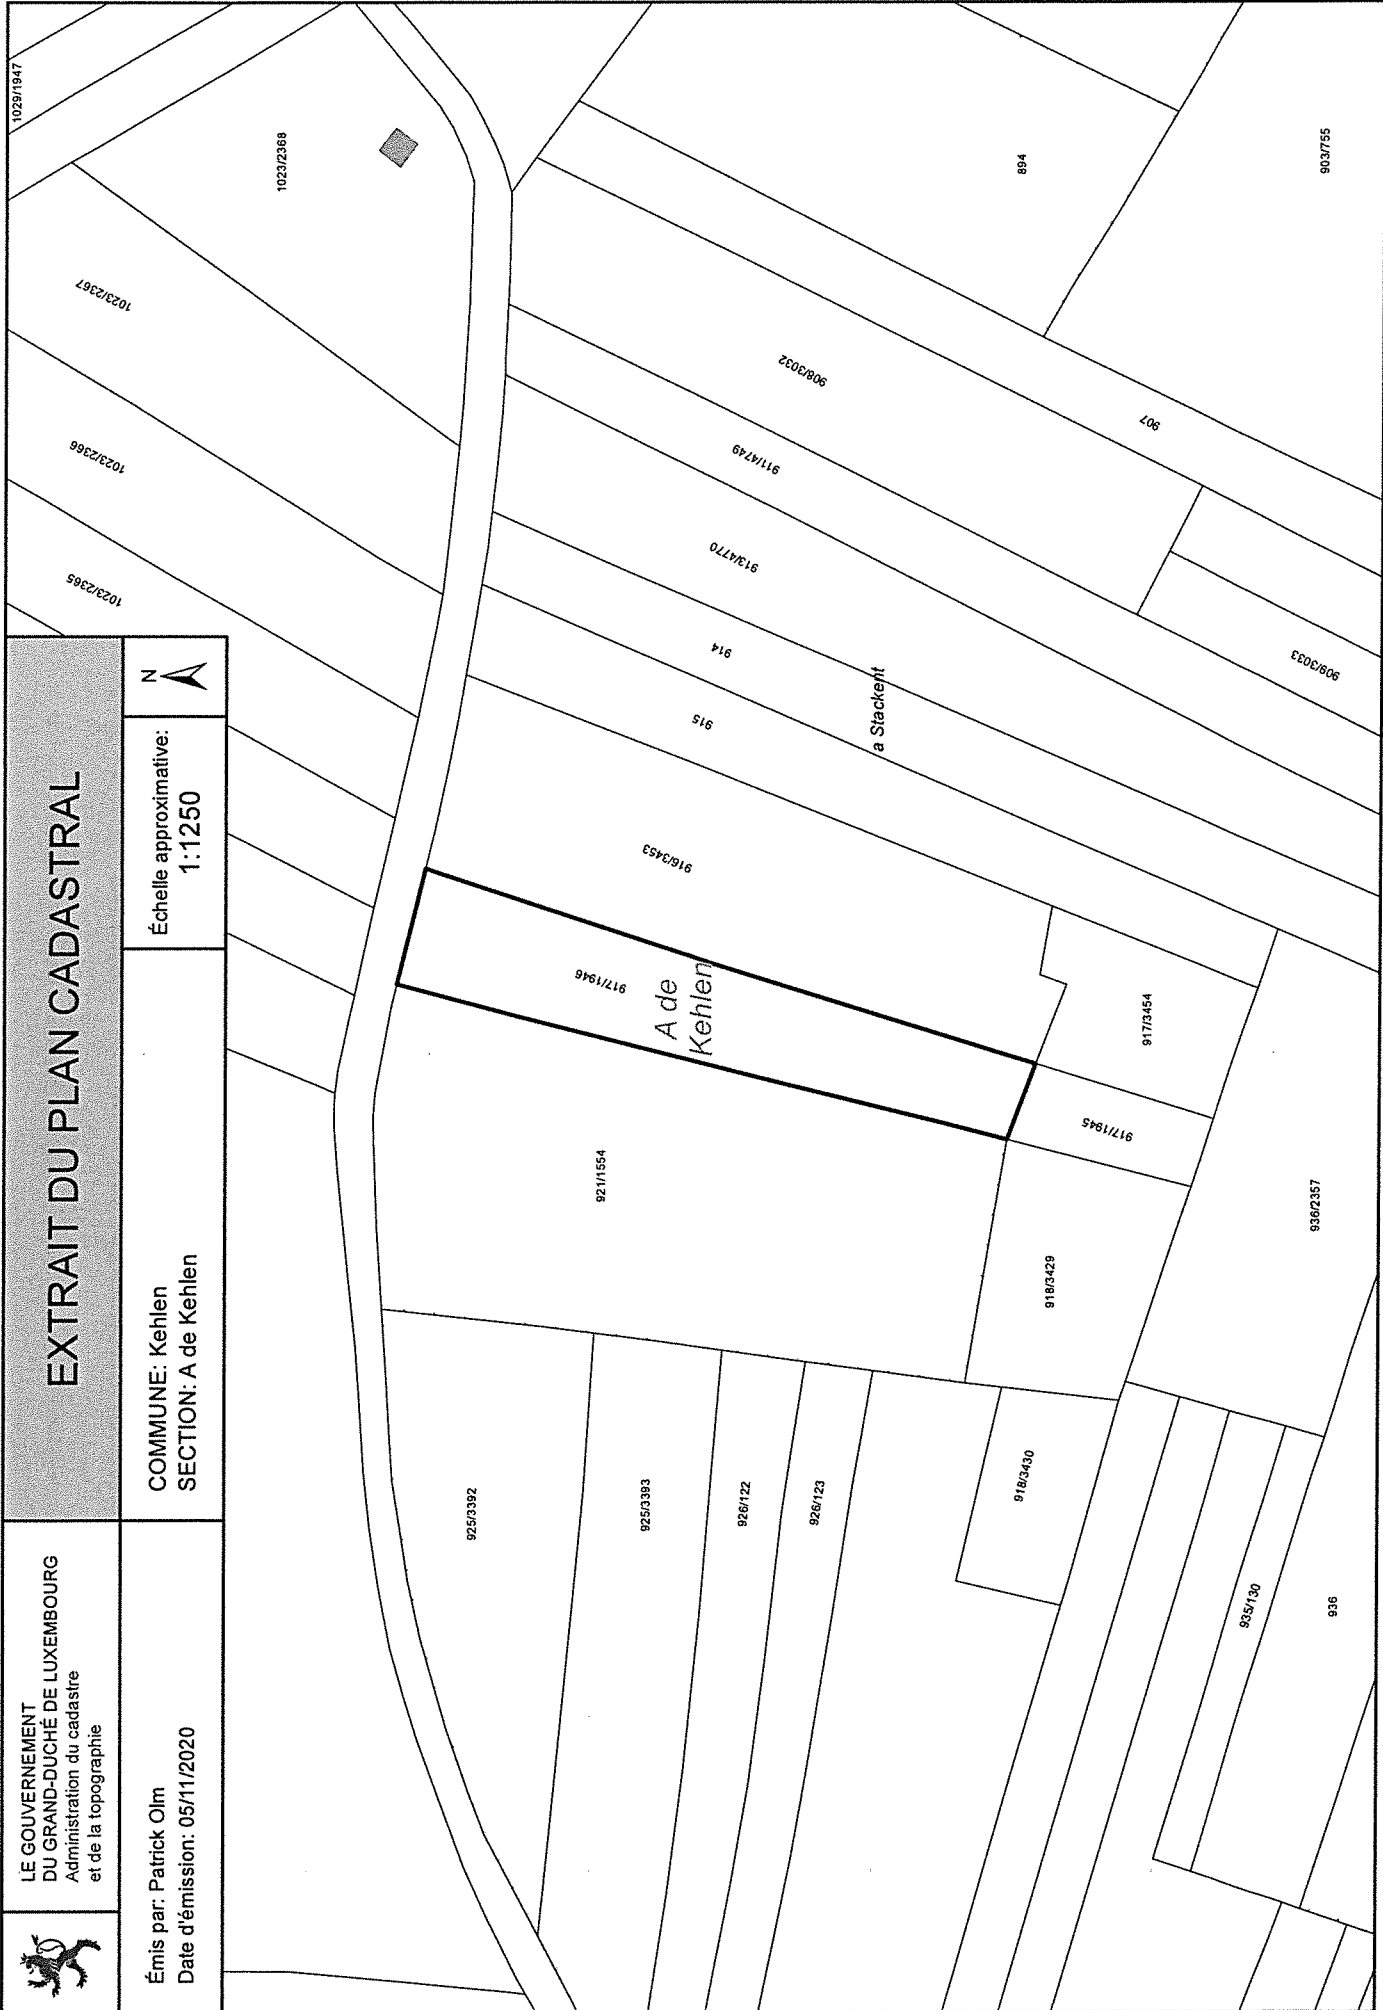 LE GOUVERNEMENT
DU GRAND-DUCHÉ DE LUXEMBOURG
Administration du cadastre
et de la topographie
EXTRAIT DU PLAN CADASTRAL
Émis par: Patrick Olm
Date d'émission: 05/11/2020
COMMUNE: Kehlen
SECTION: A de Kehlen
Échelle approximative:
1:1250
N
1023/2365
1023/2366
1023/2367
1023/2368
1029/1947
925/3392
925/3393
926/122
926/123
921/1554
917/1946
A de
Kehlen
916/3453
915
914
913/4770
911/4749
908/3032
a Stackent
907
894
903/755
909/3033
918/3430
918/3429
917/1945
917/3454
935/130
936
936/2357